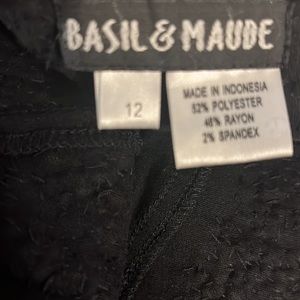 BASIL & MAUDE
12
MADE IN INDONESIA
52% POLYESTER
46% RAYON
2% SPANDEX